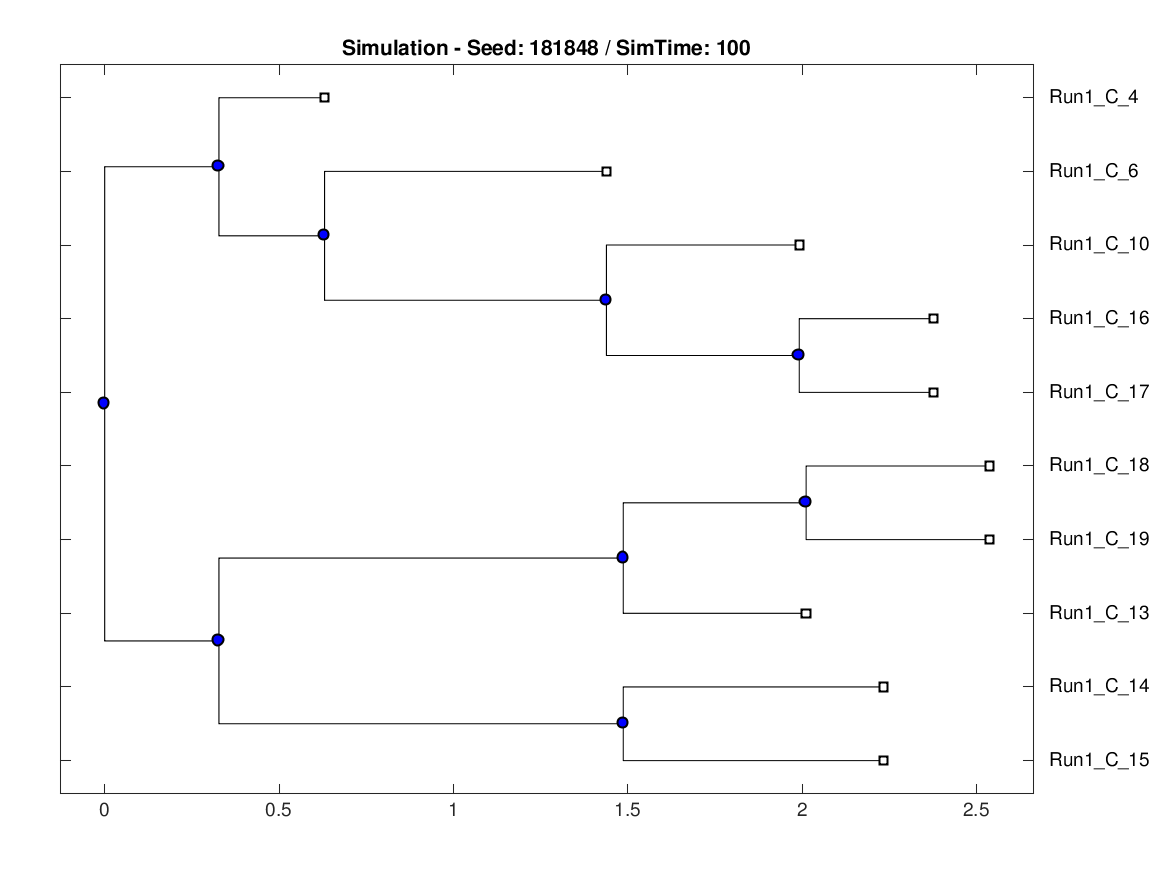 Simulation - Seed: 181848 / SimTime: 100
Run1_C_4
Run1_C_6
Run1_C_10
Run1_C_16
Run1_C_17
Run1_C_18
Run1_C_19
Run1_C_13
Run1_C_14
Run1_C_15
0 0.5 1 1.5 2 2.5